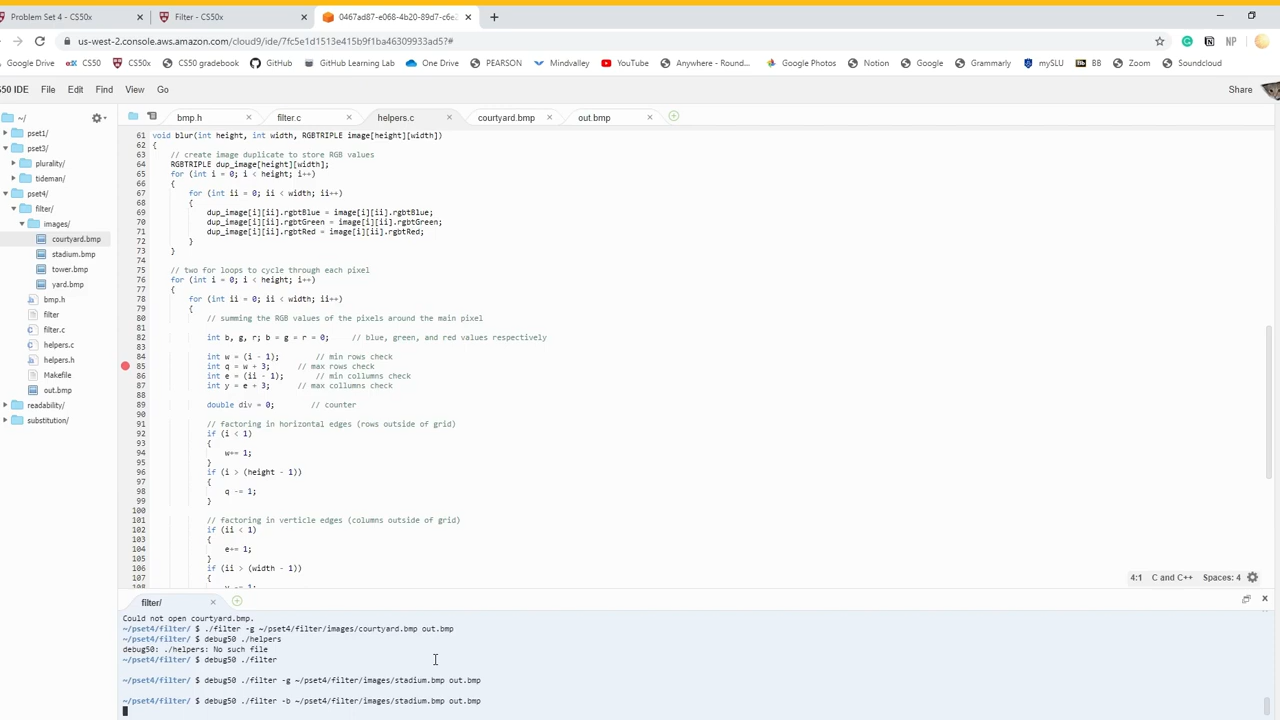 Problem Set 4 - CS50x
Filter - CS50x
0467ad87-e068-4b20-89d7-c6e2
us-west-2.console.aws.amazon.com/cloud9/ide/7fc5e1d1513e415b9f1ba46309933ad5?#
NP
Google Drive CS50 CS50x CS50 gradebook GitHub GitHub Learning Lab One Drive PEARSON Mindvalley YouTube Anywhere - Round... Google Photos Notion Google Grammarly mySLU BB Zoom Soundcloud
50 IDE File Edit Find View Go Share
~/ bmp.h filter.c helpers.c courtyard.bmp out.bmp
pset1/
pset3/
plurality/
tideman/
pset4/
filter/
images/
courtyard.bmp
stadium.bmp
tower.bmp
yard.bmp
bmp.h
filter
filter.c
helpers.c
helpers.h
Makefile
out.bmp
readability/
substitution/
61 void blur(int height, int width, RGBTRIPLE image[height][width])
62 {
63 // create image duplicate to store RGB values
64 RGBTRIPLE dup_image[height][width];
65 for (int i = 0; i < height; i++)
66 {
67 for (int ii = 0; ii < width; ii++)
68 {
69 dup_image[i][ii].rgbtBlue = image[i][ii].rgbtBlue;
70 dup_image[i][ii].rgbtGreen = image[i][ii].rgbtGreen;
71 dup_image[i][ii].rgbtRed = image[i][ii].rgbtRed;
72 }
73 }
74
75 // two for loops to cycle through each pixel
76 for (int i = 0; i < height; i++)
77 {
78 for (int ii = 0; ii < width; ii++)
79 {
80 // summing the RGB values of the pixels around the main pixel
81
82 int b, g, r; b = g = r = 0; // blue, green, and red values respectively
83
84 int w = (i - 1); // min rows check
85 int q = w + 3; // max rows check
86 int e = (ii - 1); // min collumns check
87 int y = e + 3; // max collumns check
88
89 double div = 0; // counter
90
91 // factoring in horizontal edges (rows outside of grid)
92 if (i < 1)
93 {
94 w+= 1;
95 }
96 if (i > (height - 1))
97 {
98 q -= 1;
99 }
100
101 // factoring in verticle edges (columns outside of grid)
102 if (ii < 1)
103 {
104 e+= 1;
105 }
106 if (ii > (width - 1))
107 {
108
4:1 C and C++ Spaces: 4
filter/
Could not open courtyard.bmp.
~/pset4/filter/ $ ./filter -g ~/pset4/filter/images/courtyard.bmp out.bmp
~/pset4/filter/ $ debug50 ./helpers
debug50: ./helpers: No such file
~/pset4/filter/ $ debug50 ./filter
~/pset4/filter/ $ debug50 ./filter -g ~/pset4/filter/images/stadium.bmp out.bmp
~/pset4/filter/ $ debug50 ./filter -b ~/pset4/filter/images/stadium.bmp out.bmp